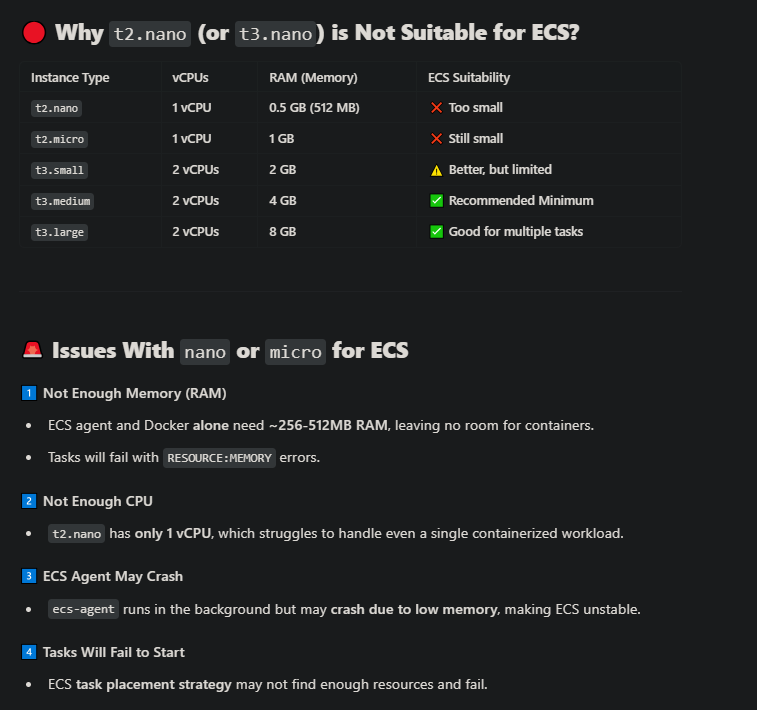 Why t2.nano (or t3.nano) is Not Suitable for ECS?
Instance Type vCPUs RAM (Memory) ECS Suitability
t2.nano 1 vCPU 0.5 GB (512 MB) ❌ Too small
t2.micro 1 vCPU 1 GB ❌ Still small
t3.small 2 vCPUs 2 GB ⚠️ Better, but limited
t3.medium 2 vCPUs 4 GB ✅ Recommended Minimum
t3.large 2 vCPUs 8 GB ✅ Good for multiple tasks
Issues With nano or micro for ECS
1 Not Enough Memory (RAM)
• ECS agent and Docker alone need ~256-512MB RAM, leaving no room for containers.
• Tasks will fail with RESOURCE:MEMORY errors.
2 Not Enough CPU
• t2.nano has only 1 vCPU, which struggles to handle even a single containerized workload.
3 ECS Agent May Crash
• ecs-agent runs in the background but may crash due to low memory, making ECS unstable.
4 Tasks Will Fail to Start
• ECS task placement strategy may not find enough resources and fail.